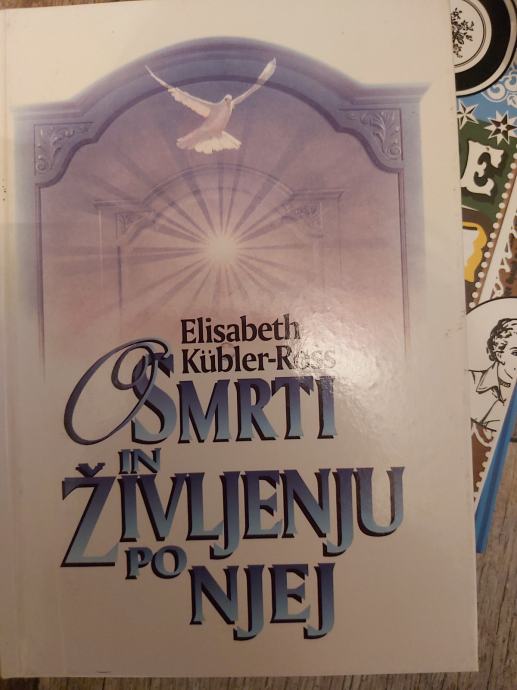 Elisabeth
Kübler-Ross
O SMRTI
IN
ŽIVLJENJU
PO
NJEJ